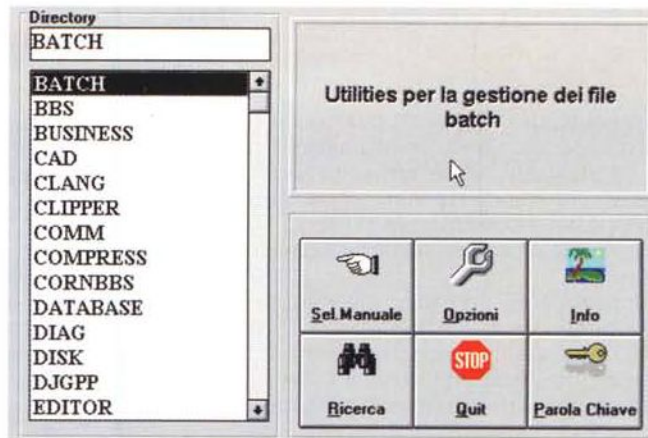 Directory
BATCH
BATCH
BBS
BUSINESS
CAD
CLANG
CLIPPER
COMM
COMPRESS
CORNBBS
DATABASE
DIAG
DISK
DJGPP
EDITOR
Utilities per la gestione dei file
batch
Sel.Manuale
Opzioni
Info
Ricerca
STOP
Quit
Parola Chiave